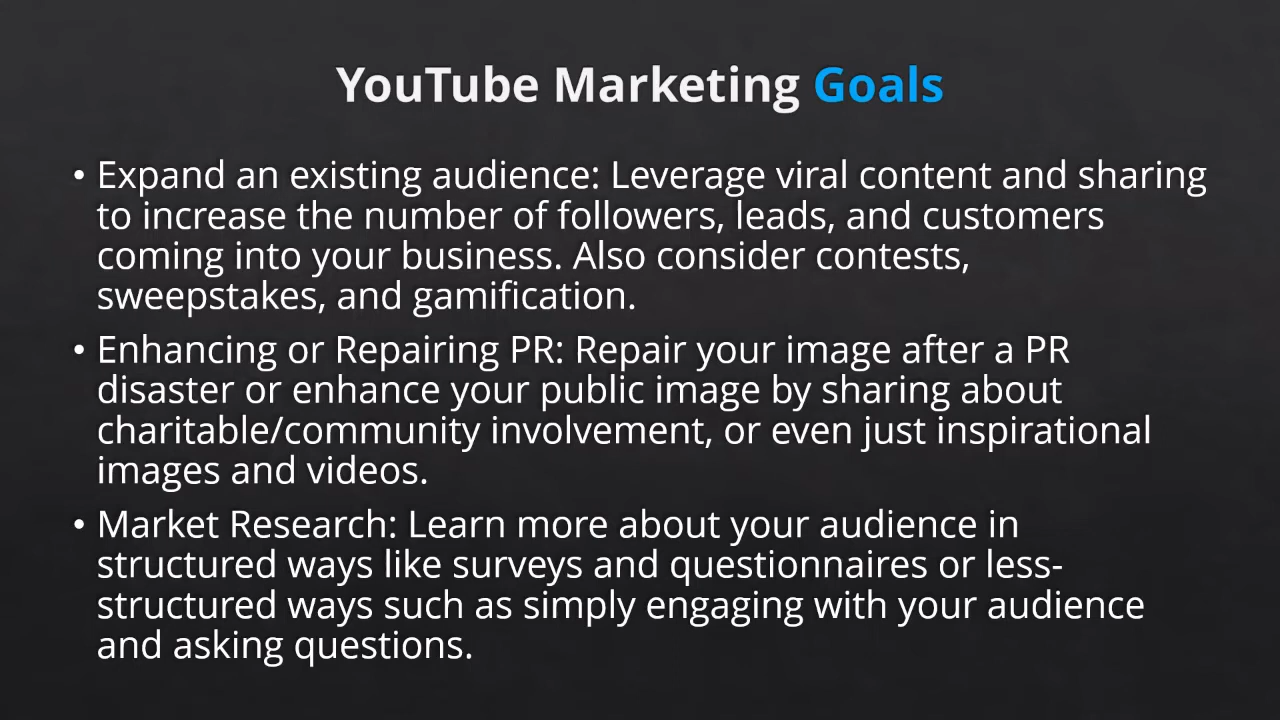 YouTube Marketing Goals
• Expand an existing audience: Leverage viral content and sharing
to increase the number of followers, leads, and customers
coming into your business. Also consider contests,
sweepstakes, and gamification.
• Enhancing or Repairing PR: Repair your image after a PR
disaster or enhance your public image by sharing about
charitable/community involvement, or even just inspirational
images and videos.
• Market Research: Learn more about your audience in
structured ways like surveys and questionnaires or less-
structured ways such as simply engaging with your audience
and asking questions.